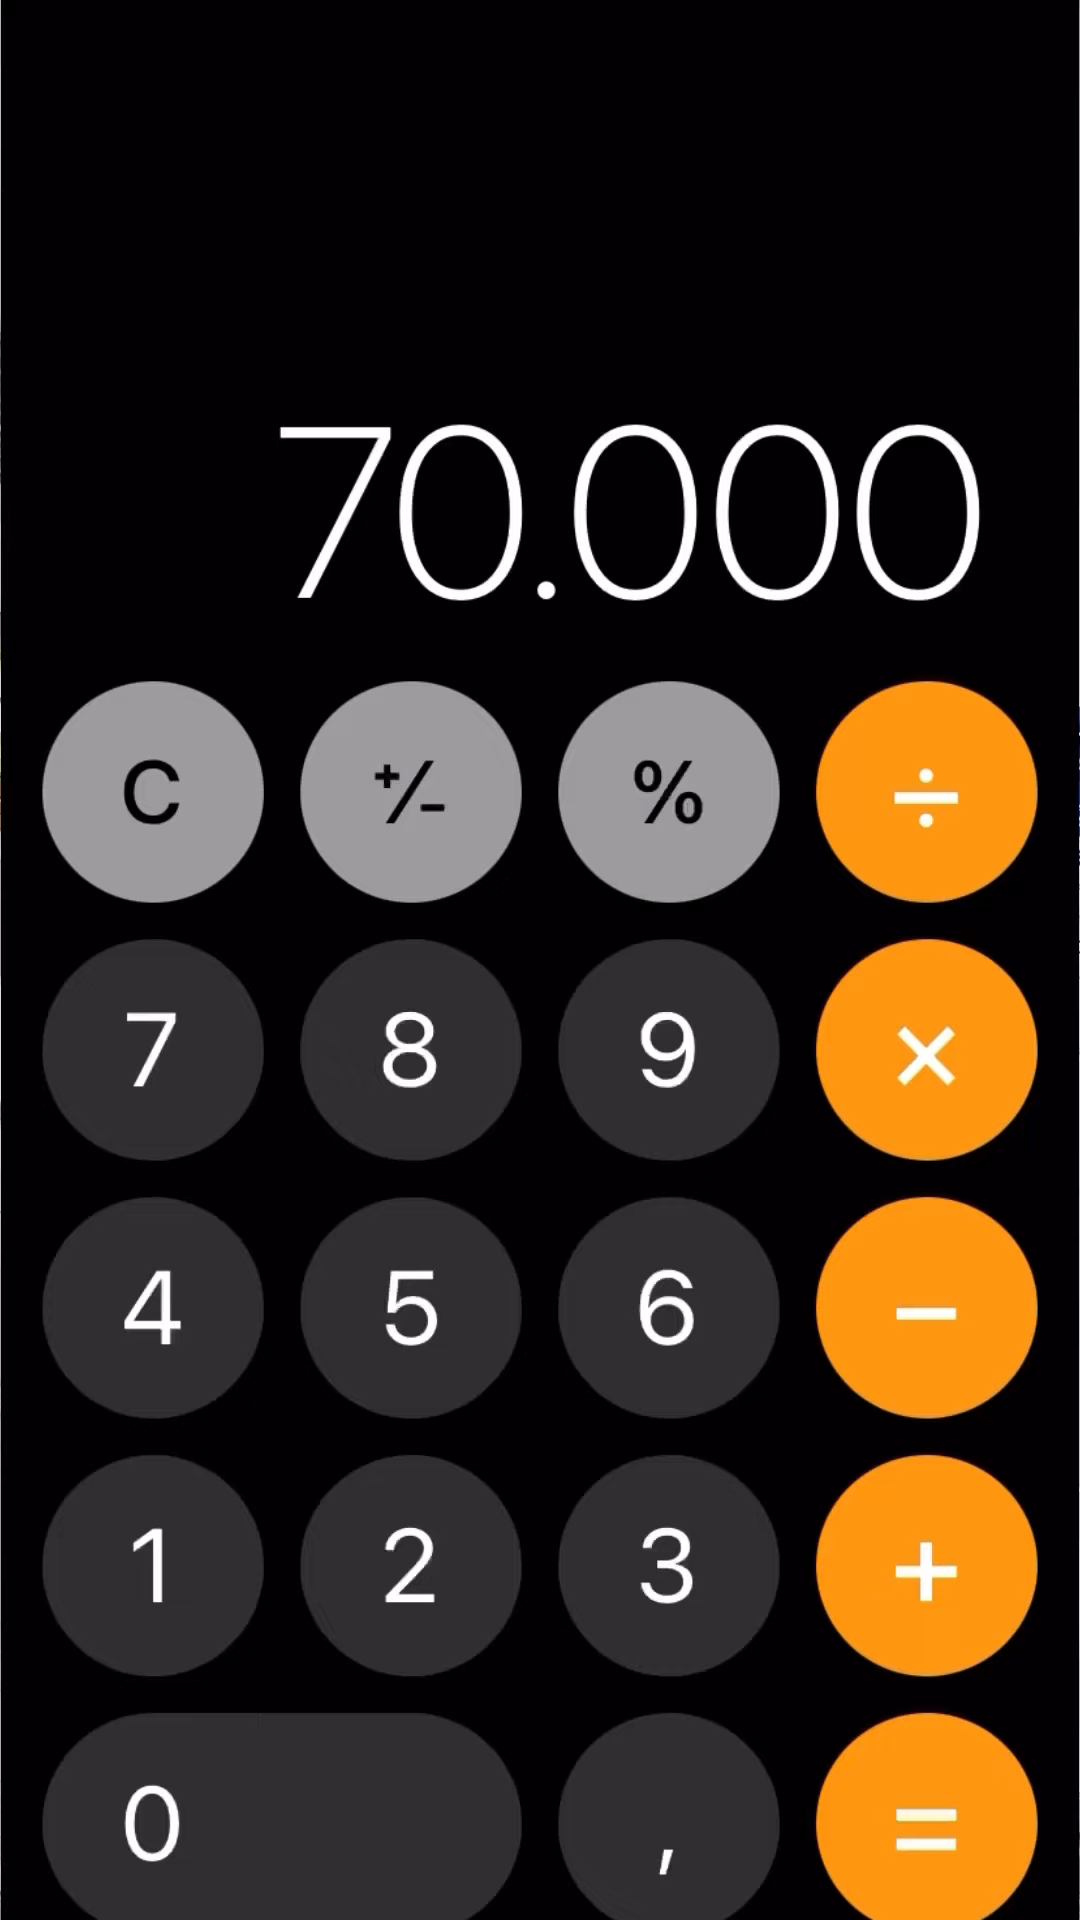 70.000
C ⁺⁄₋ % ÷
7 8 9 ×
4 5 6 −
1 2 3 +
0 , =